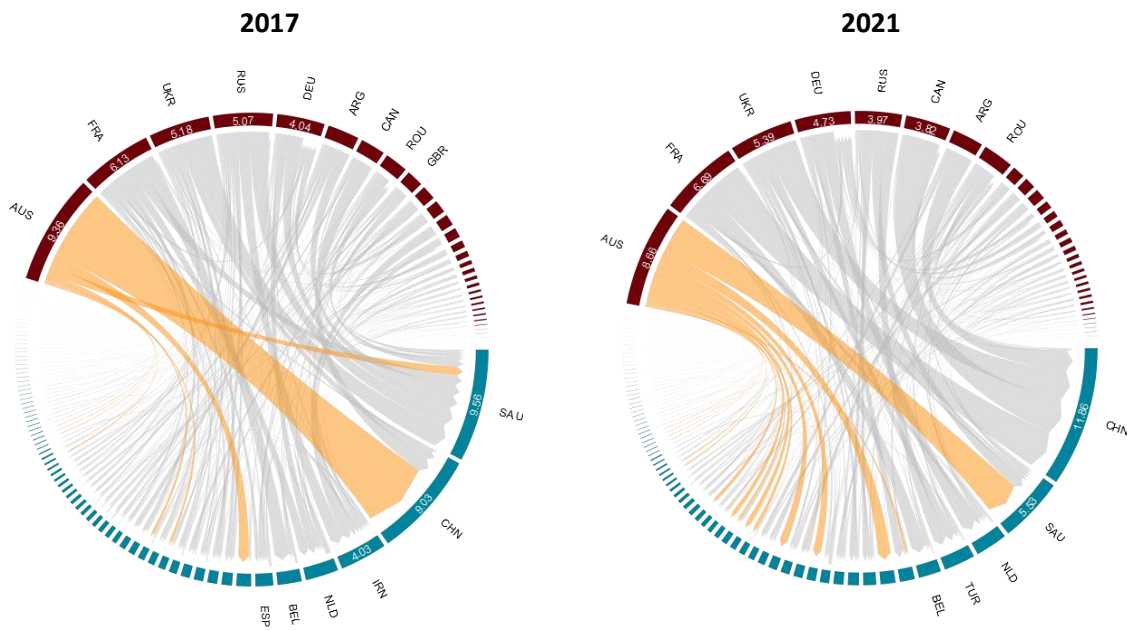 2017
AUS
FRA
UKR
RUS
DEU
ARG
CAN
ROU
GBR
9.36
6.13
5.18
5.07
4.04
SAU
9.56
CHN
9.03
IRN
4.03
NLD
BEL
ESP
2021
AUS
FRA
UKR
DEU
RUS
CAN
ARG
ROU
8.66
6.69
5.39
4.73
3.97
3.82
CHN
11.86
SAU
5.53
NLD
TUR
BEL